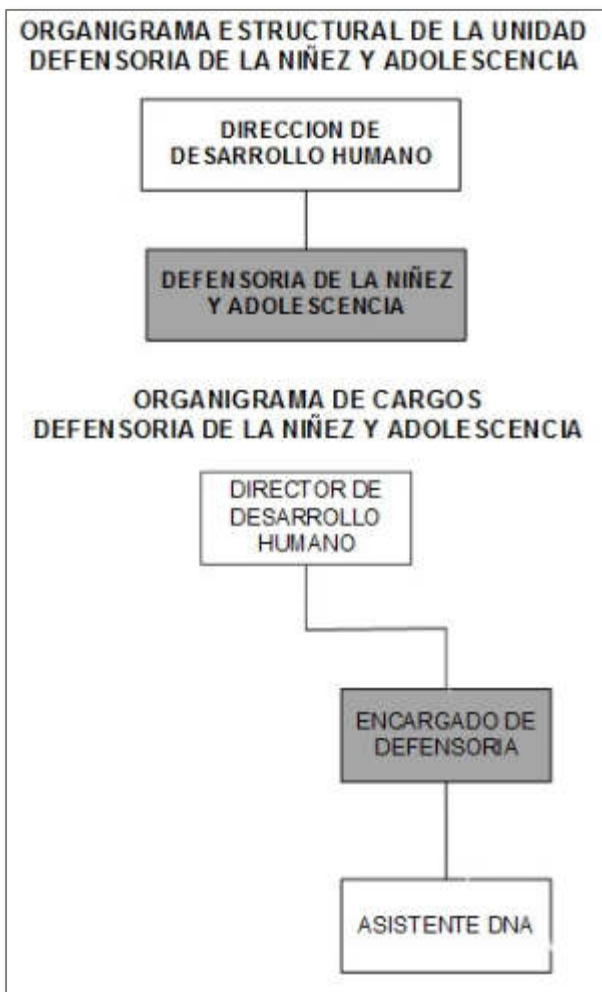 ORGANIGRAMA ESTRUCTURAL DE LA UNIDAD
DEFENSORIA DE LA NIÑEZ Y ADOLESCENCIA
DIRECCION DE
DESARROLLO HUMANO
DEFENSORIA DE LA NIÑEZ
Y ADOLESCENCIA
ORGANIGRAMA DE CARGOS
DEFENSORIA DE LA NIÑEZ Y ADOLESCENCIA
DIRECTOR DE
DESARROLLO
HUMANO
ENCARGADO DE
DEFENSORIA
ASISTENTE DNA